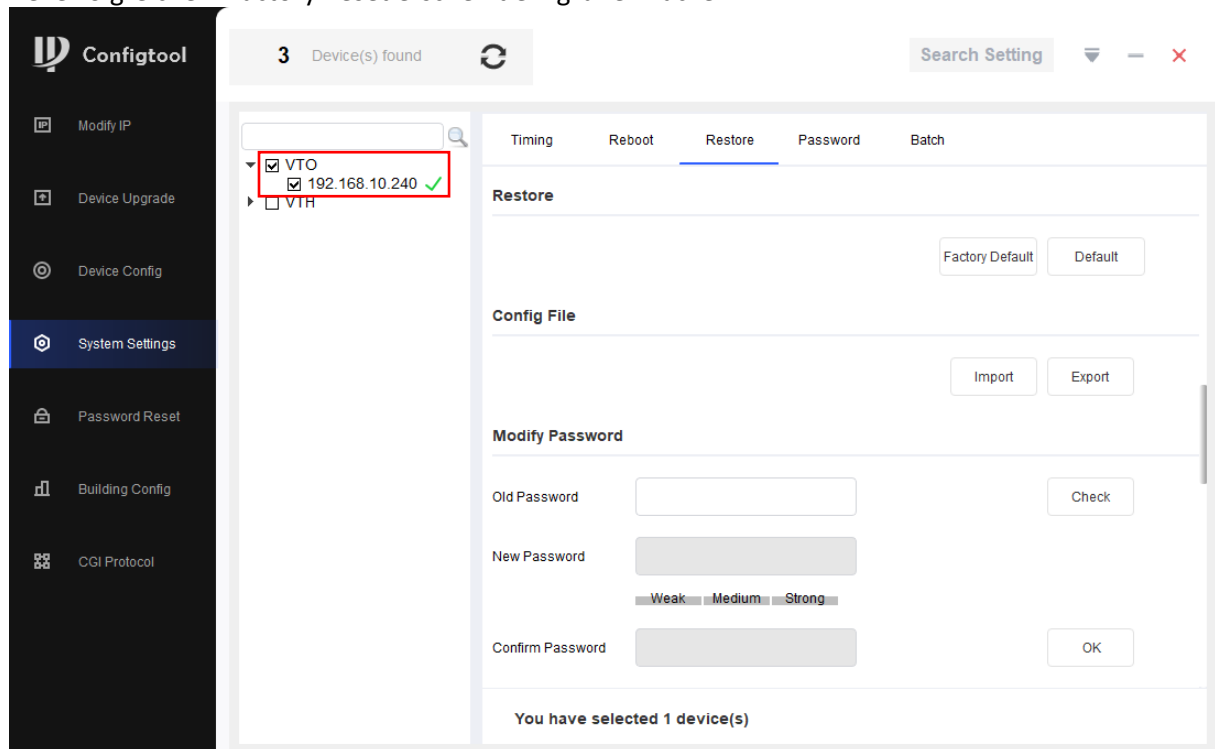 Configtool
3 Device(s) found
Search Setting
IP Modify IP
Device Upgrade
Device Config
System Settings
Password Reset
Building Config
CGI Protocol
VTO
192.168.10.240
VTH
Timing Reboot Restore Password Batch
Restore
Factory Default Default
Config File
Import Export
Modify Password
Old Password Check
New Password
Weak Medium Strong
Confirm Password OK
You have selected 1 device(s)